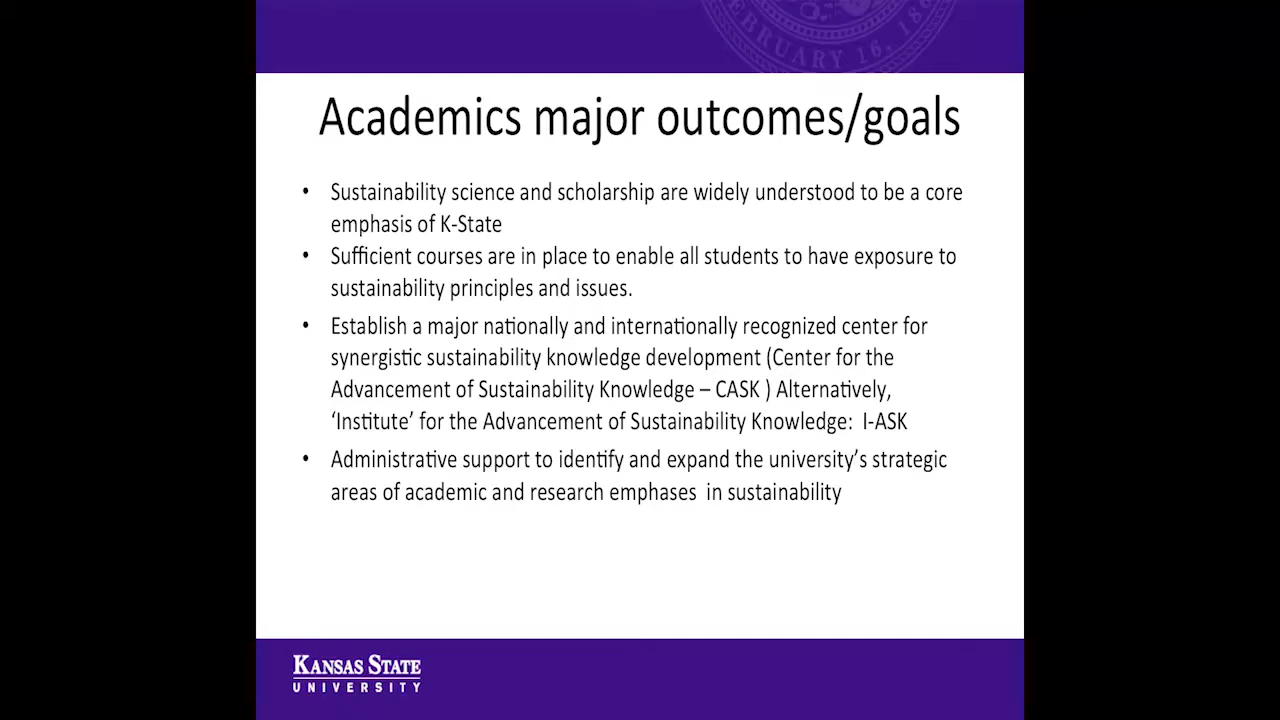 FEBRUARY 16, 186
Academics major outcomes/goals
• Sustainability science and scholarship are widely understood to be a core
emphasis of K-State
• Sufficient courses are in place to enable all students to have exposure to
sustainability principles and issues.
• Establish a major nationally and internationally recognized center for
synergistic sustainability knowledge development (Center for the
Advancement of Sustainability Knowledge – CASK ) Alternatively,
‘Institute’ for the Advancement of Sustainability Knowledge:  I-ASK
• Administrative support to identify and expand the university’s strategic
areas of academic and research emphases  in sustainability
KANSAS STATE
UNIVERSITY